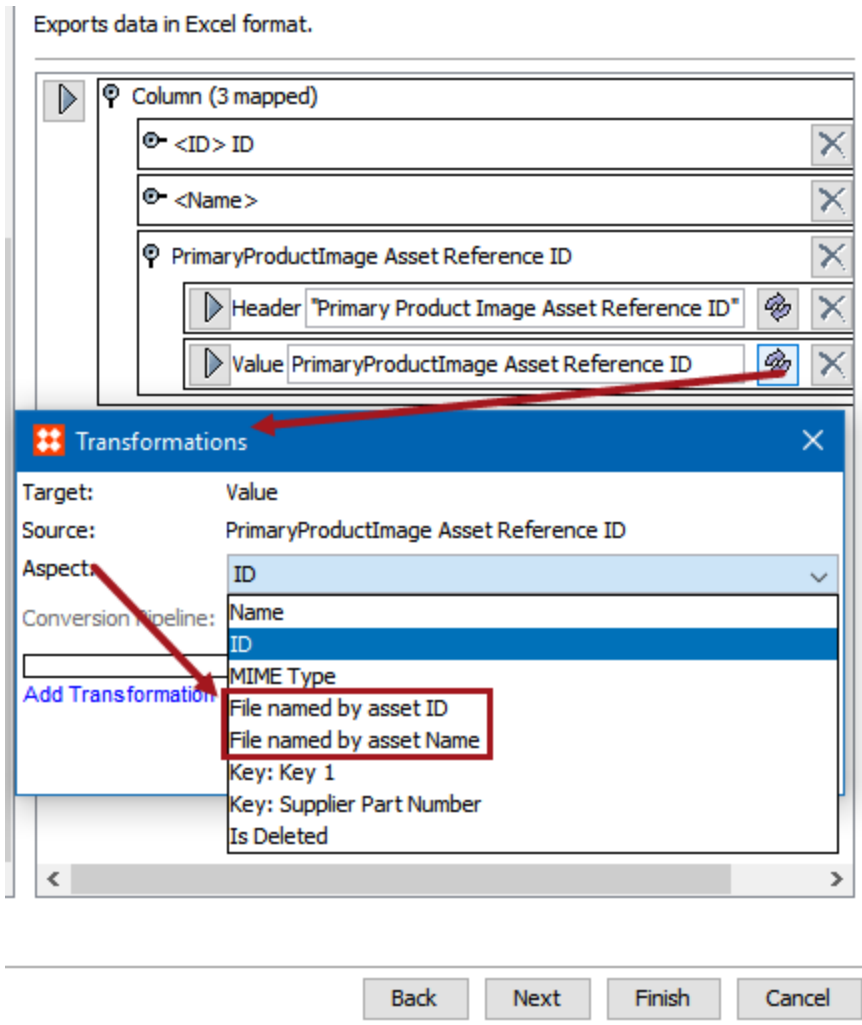 Exports data in Excel format.
Column (3 mapped)
<ID> ID
<Name>
PrimaryProductImage Asset Reference ID
Header "Primary Product Image Asset Reference ID"
Value PrimaryProductImage Asset Reference ID
Transformations
Target: Value
Source: PrimaryProductImage Asset Reference ID
Aspect: ID
Conversion Pipeline: Name
ID
MIME Type
Add Transformation File named by asset ID
File named by asset Name
Key: Key 1
Key: Supplier Part Number
Is Deleted
Back Next Finish Cancel